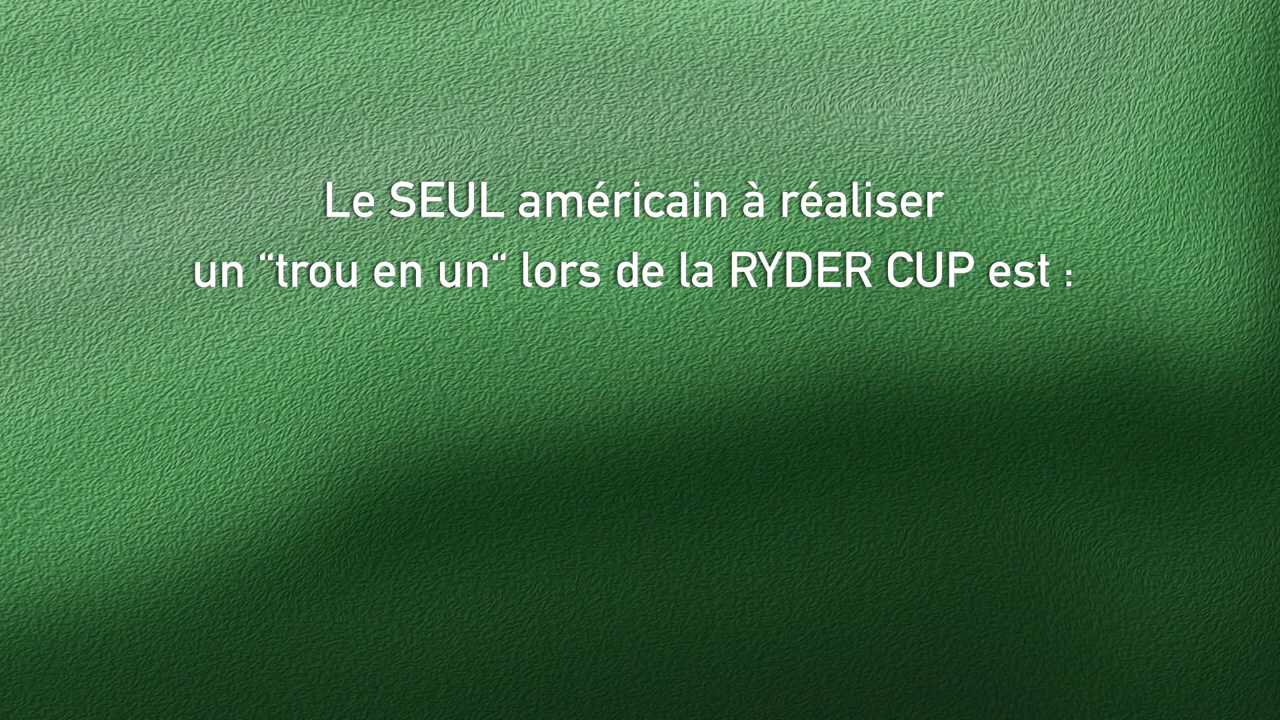 Le SEUL américain à réaliser
un “trou en un“ lors de la RYDER CUP est :